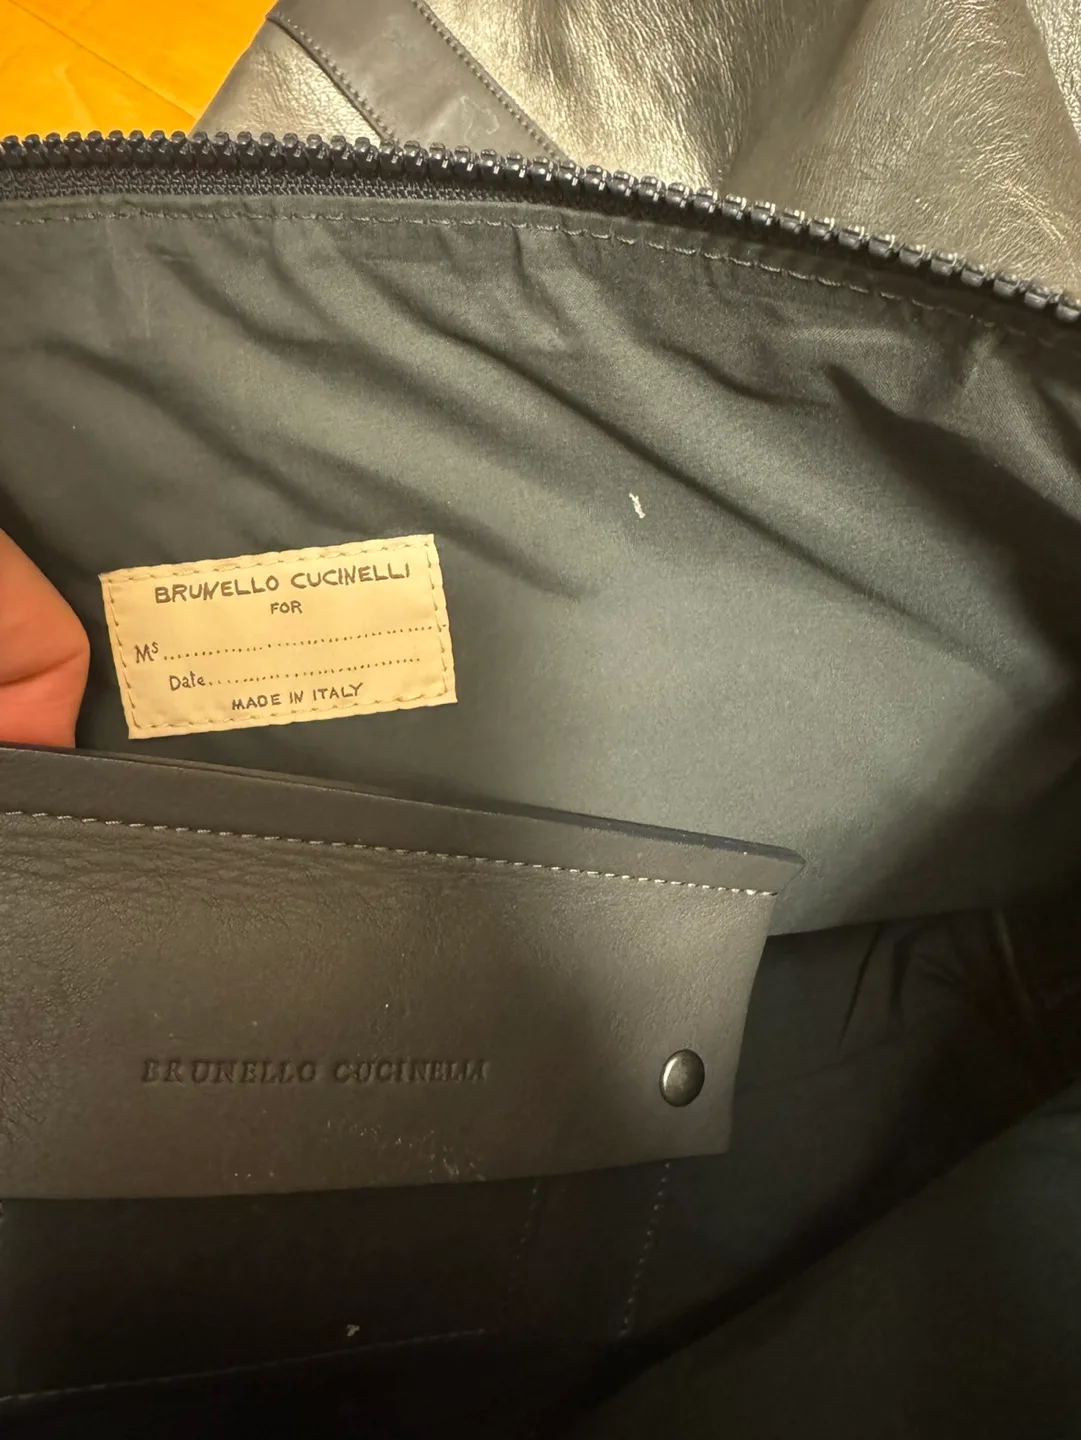 BRUNELLO CUCINELLI
FOR
Ms..............................
Date..............................
MADE IN ITALY
BRUNELLO CUCINELLI